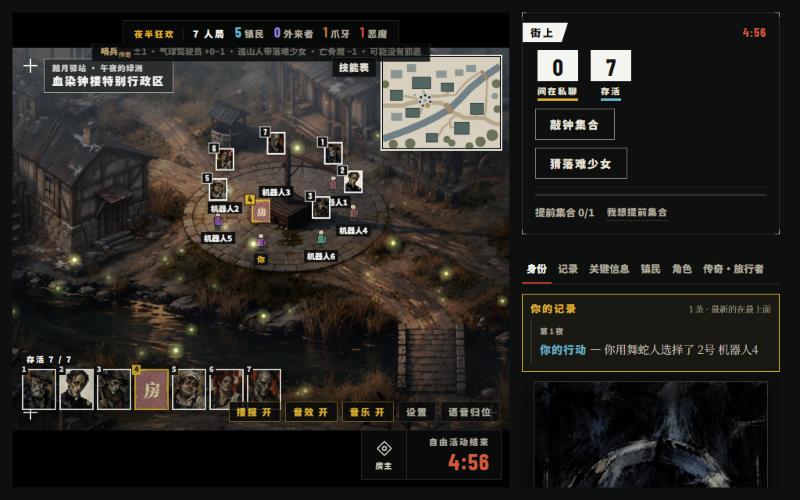 夜半狂欢 7 人局 5 镇民 0 外来者 1 爪牙 1 恶魔
哨兵 传奇 ±1 · 气球驾驶员 +0~1 · 巡山人带落难少女 · 亡骨魔 -1 · 可能没有邪恶
黯月驿站 · 午夜的绿洲
血染钟楼特别行政区
技能表
7
6
1
5
2
机器人3
4
房
3
机器人2
器人1
机器人4
机器人5
你
机器人6
存活 7 / 7
1 2 3 4 房 5 6 7
播报 开 音效 开 音乐 开 设置 语音归位
房主
自由活动结束
4:56
街上 4:56
0 7
间在私聊 存活
敲钟集合
猜落难少女
提前集合 0/1 我想提前集合
身份 记录 关键信息 镇民 角色 传奇·旅行者
你的记录 1 条 · 最新的在最上面
第 1 夜
你的行动 — 你用舞蛇人选择了 2号 机器人4